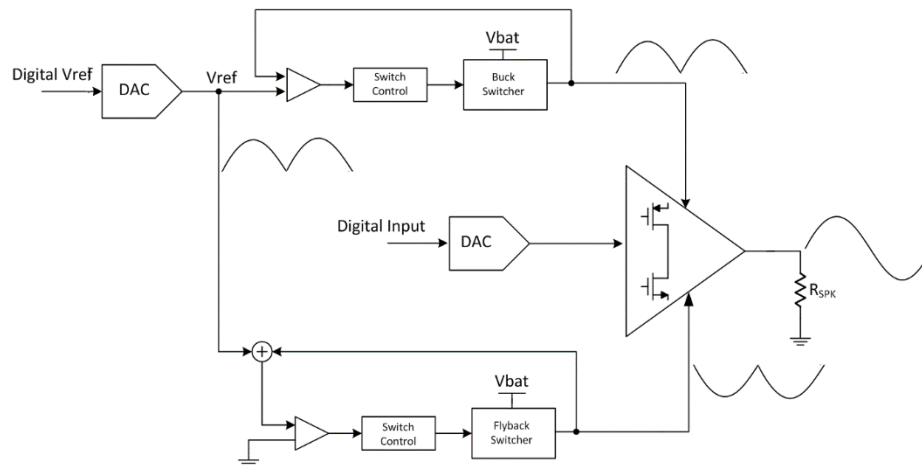 Vbat
Digital Vref
DAC
Vref
Switch
Control
Buck
Switcher
Digital Input
DAC
RSPK
+
Vbat
Switch
Control
Flyback
Switcher